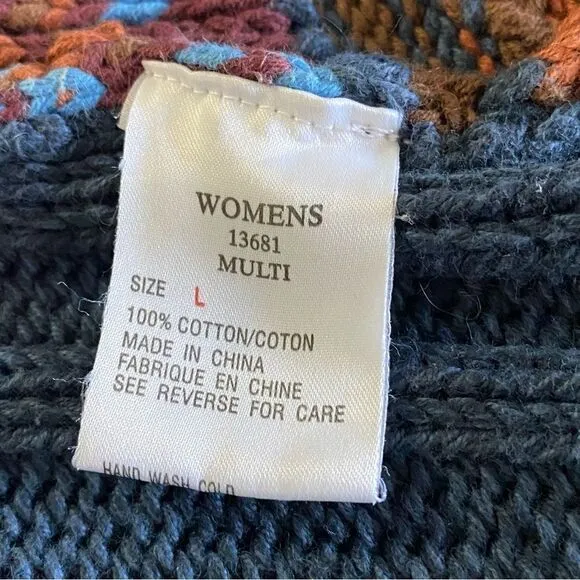 WOMENS
13681
MULTI
SIZE L
100% COTTON/COTON
MADE IN CHINA
FABRIQUE EN CHINE
SEE REVERSE FOR CARE
HAND WASH COLD